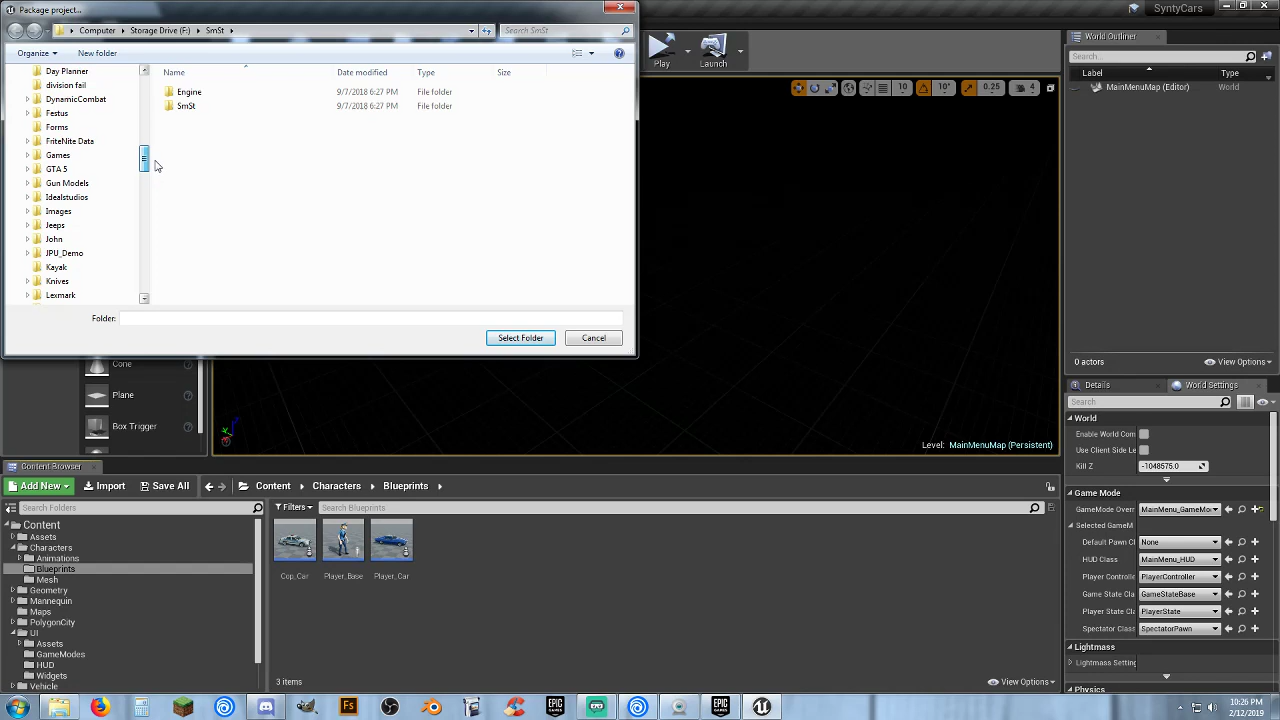 Package project...
SyntyCars
Computer ▸ Storage Drive (F:) ▸ SmSt ▸
Search SmSt
Organize ▾ New folder
Play
Launch
World Outliner
Search...
Label Type
MainMenuMap (Editor) World
10° 0.25 4
Name Date modified Type Size
Engine 9/7/2018 6:27 PM File folder
SmSt 9/7/2018 6:27 PM File folder
Day Planner
division fail
DynamicCombat
Festus
Forms
FriteNite Data
Games
GTA 5
Gun Models
Idealstudios
Images
Jeeps
John
JPU_Demo
Kayak
Knives
Lexmark
Folder:
Select Folder Cancel
Cone
Plane
Box Trigger
Level: MainMenuMap (Persistent)
0 actors View Options
Details World Settings
Search
World
Enable World Com
Use Client Side Le
Kill Z -1048575.0
Game Mode
GameMode Over MainMenu_GameMo
Selected GameM
Default Pawn C None
HUD Class MainMenu_HUD
Player Controlle PlayerController
Game State Cla GameStateBase
Player State Cl PlayerState
Spectator Class SpectatorPawn
Lightmass
Lightmass Setting
Physics
Content Browser
Add New Import Save All Content Characters Blueprints
Search Folders Filters Search Blueprints
Content
Assets
Characters
Animations
Blueprints
Mesh
Geometry
Mannequin
Maps
PolygonCity
UI
Assets
GameModes
HUD
Widgets
Vehicle
Cop_Car Player_Base Player_Car
3 items View Options
10:26 PM
2/12/2019